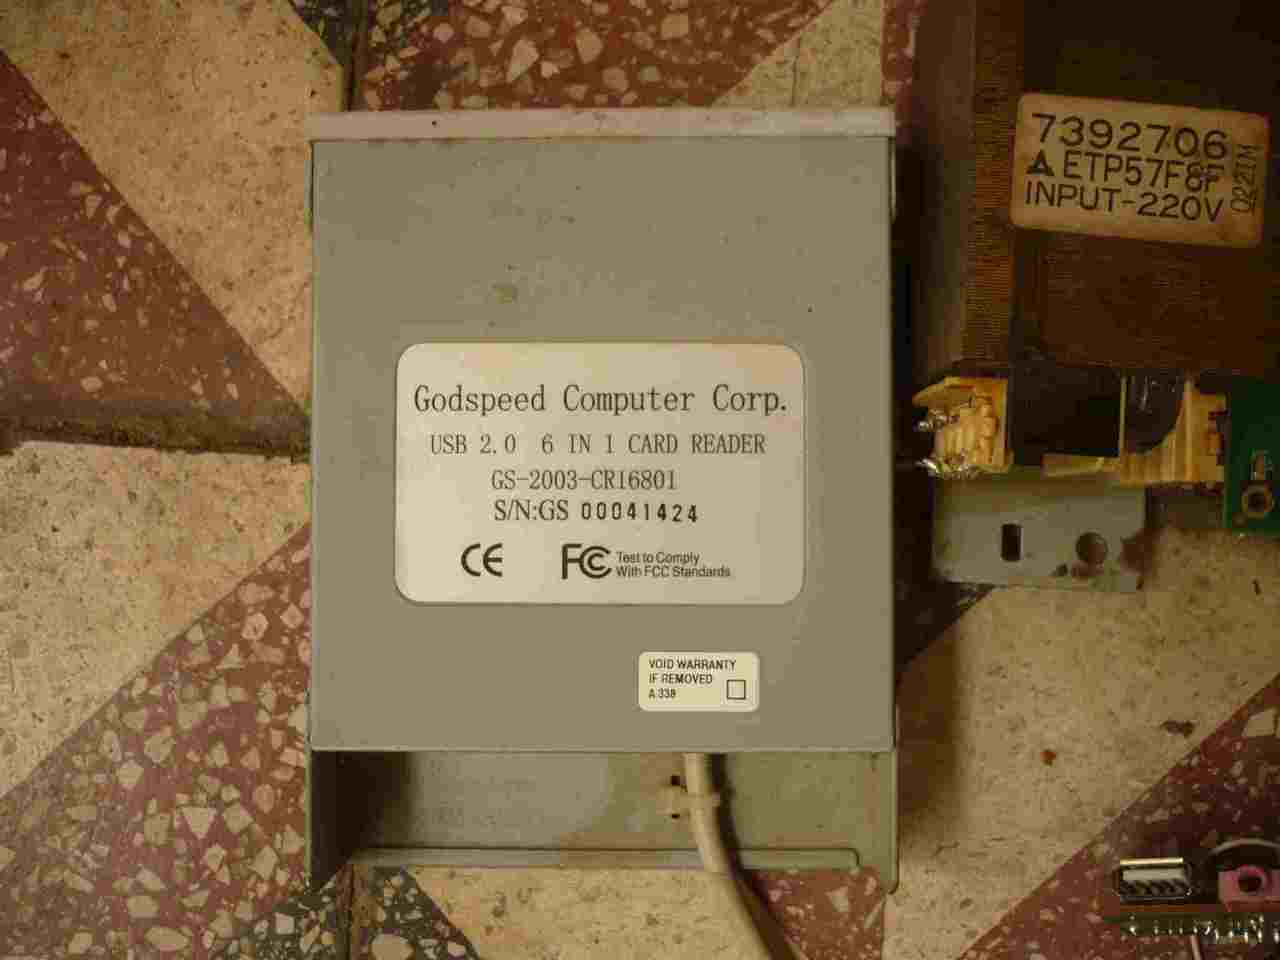 Godspeed Computer Corp.
USB 2.0 6 IN 1 CARD READER
GS-2003-CR16801
S/N:GS 00041424
CE
FC Test to Comply
With FCC Standards
VOID WARRANTY
IF REMOVED
A 338
7392706
ETP57F8F
INPUT-220V
022TM